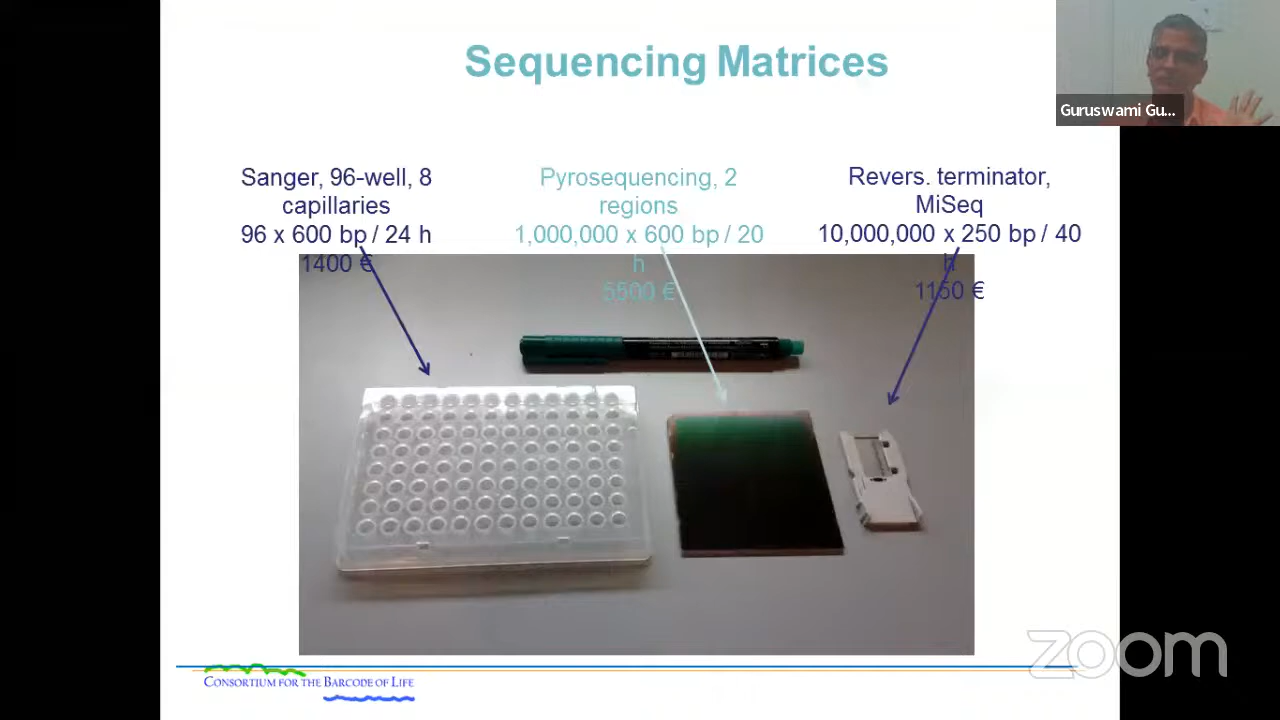 Sequencing Matrices
Guruswami Gu...
Sanger, 96-well, 8
capillaries
96 x 600 bp / 24 h
1400 €
Pyrosequencing, 2
regions
1,000,000 x 600 bp / 20
h
5500 €
Revers. terminator,
MiSeq
10,000,000 x 250 bp / 40
h
1150 €
zoom
CONSORTIUM FOR THE BARCODE OF LIFE